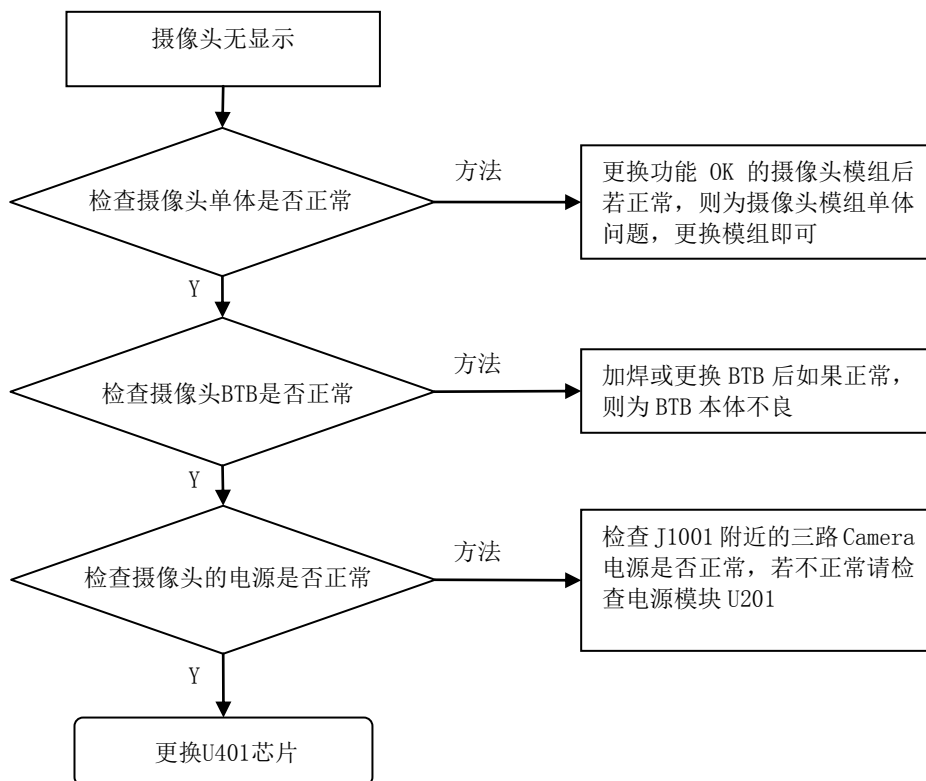 摄像头无显示
检查摄像头单体是否正常
方法
更换功能 OK 的摄像头模组后
若正常，则为摄像头模组单体
问题，更换模组即可
Y
检查摄像头BTB是否正常
方法
加焊或更换 BTB 后如果正常，
则为 BTB 本体不良
Y
检查摄像头的电源是否正常
方法
检查 J1001 附近的三路 Camera
电源是否正常，若不正常请检
查电源模块 U201
Y
更换U401芯片